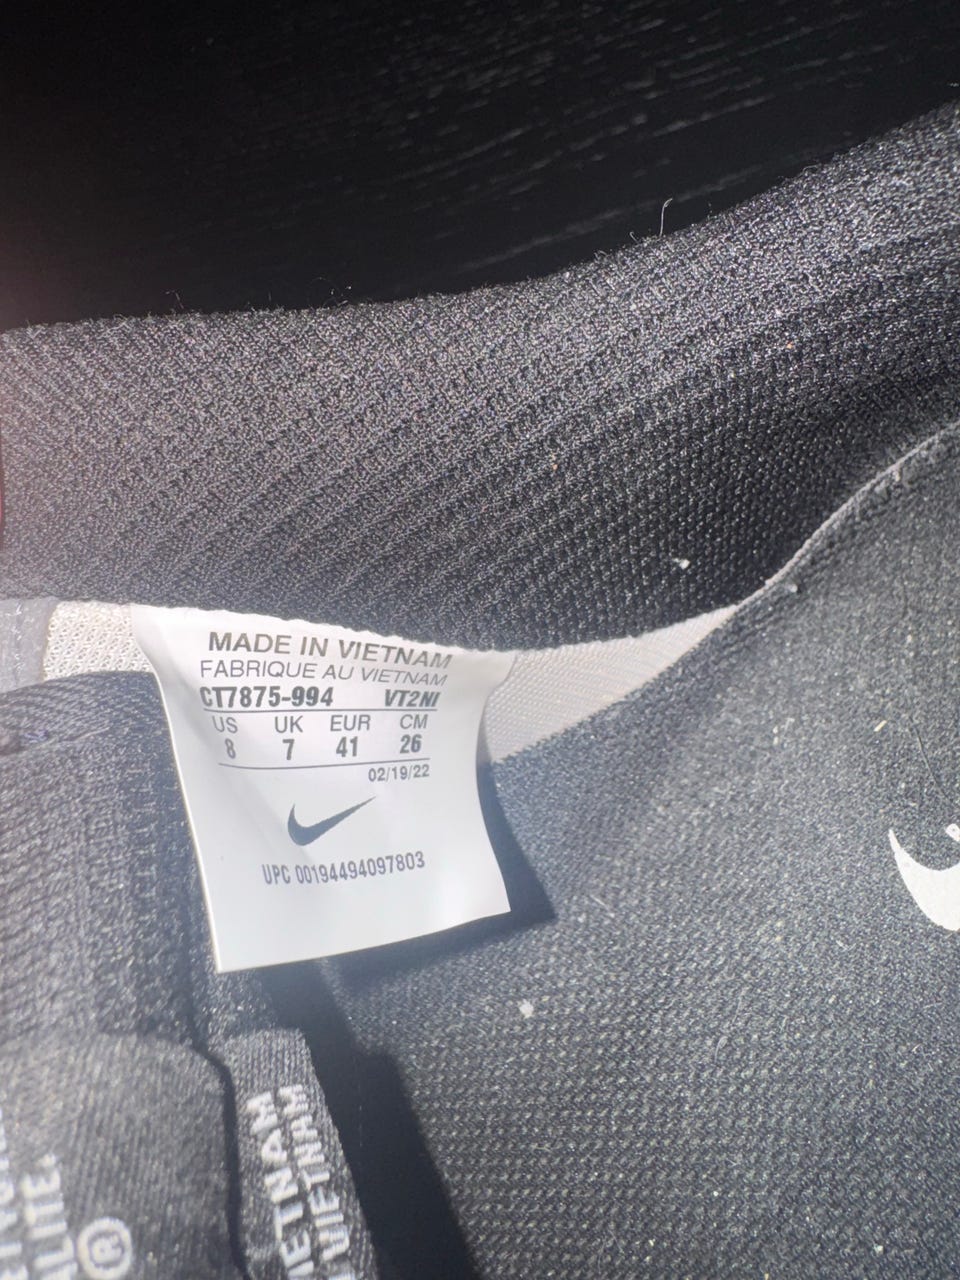 MADE IN VIETNAM
FABRIQUE AU VIETNAM
CT7875-994 VT2NI
US UK EUR CM
8 7 41 26
02/19/22
UPC 00194494097803
VIETNAM
®